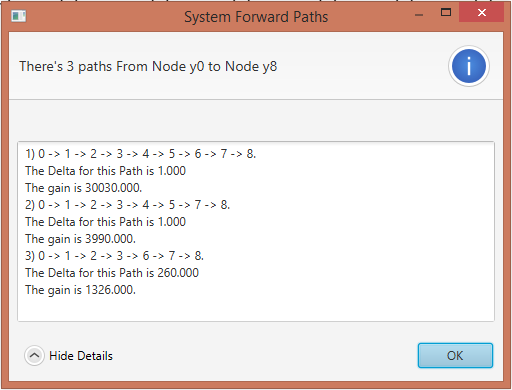 System Forward Paths
There's 3 paths From Node y0 to Node y8
1) 0 -> 1 -> 2 -> 3 -> 4 -> 5 -> 6 -> 7 -> 8.
The Delta for this Path is 1.000
The gain is 30030.000.
2) 0 -> 1 -> 2 -> 3 -> 4 -> 5 -> 7 -> 8.
The Delta for this Path is 1.000
The gain is 3990.000.
3) 0 -> 1 -> 2 -> 3 -> 6 -> 7 -> 8.
The Delta for this Path is 260.000
The gain is 1326.000.
Hide Details
OK